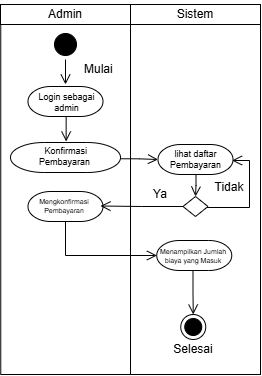 Admin
Sistem
Mulai
Login sebagai
admin
Konfirmasi
Pembayaran
lihat daftar
Pembayaran
Tidak
Ya
Mengkonfirmasi
Pembayaran
Menampilkan Jumlah
biaya yang Masuk
Selesai